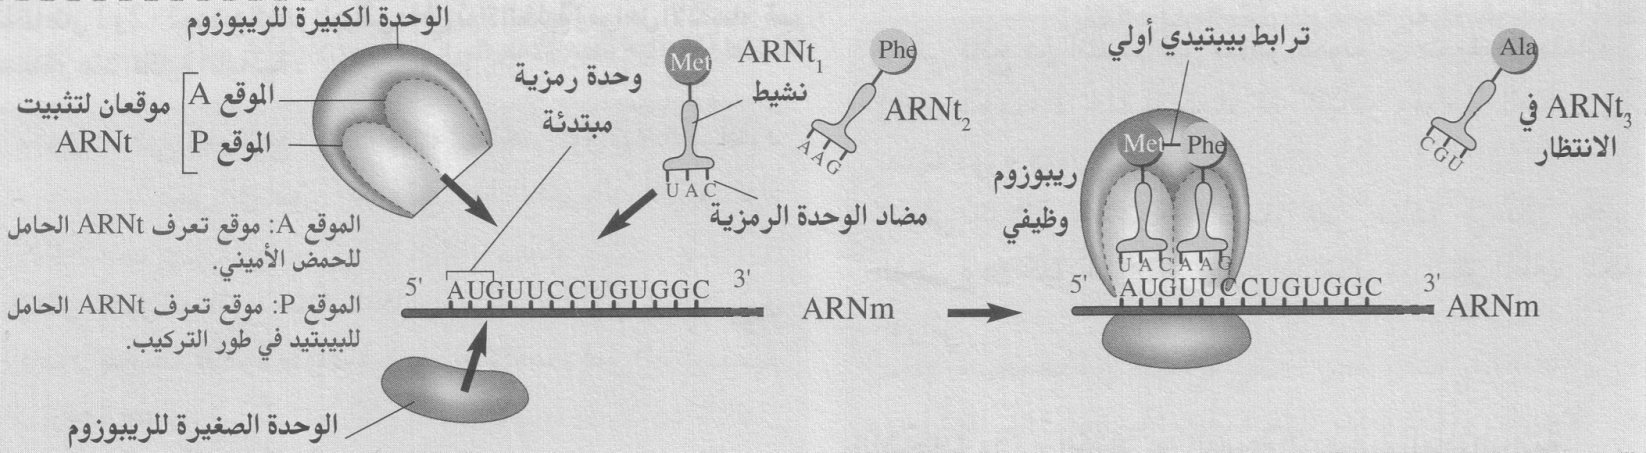 الوحدة الكبيرة للريبوزوم
الموقع A
الموقع P
موقعان لتثبيت
ARNt
الموقع A: موقع تعرف ARNt الحامل
للحمض الأميني.
الموقع P: موقع تعرف ARNt الحامل
للبيبتيد في طور التركيب.
وحدة رمزية
مبتدئة
Met
ARNt1
نشيط
UAC
مضاد الوحدة الرمزية
Phe
ARNt2
AAG
5' AUGUUCCUGUGGC 3'
ARNm
الوحدة الصغيرة للريبوزوم
ترابط بيبتيدي أولي
Met Phe
ريبوزوم
وظيفي
UAC AAG
5' AUGUUCCUGUGGC 3'
ARNm
Ala
ARNt3 في
الانتظار
CGU